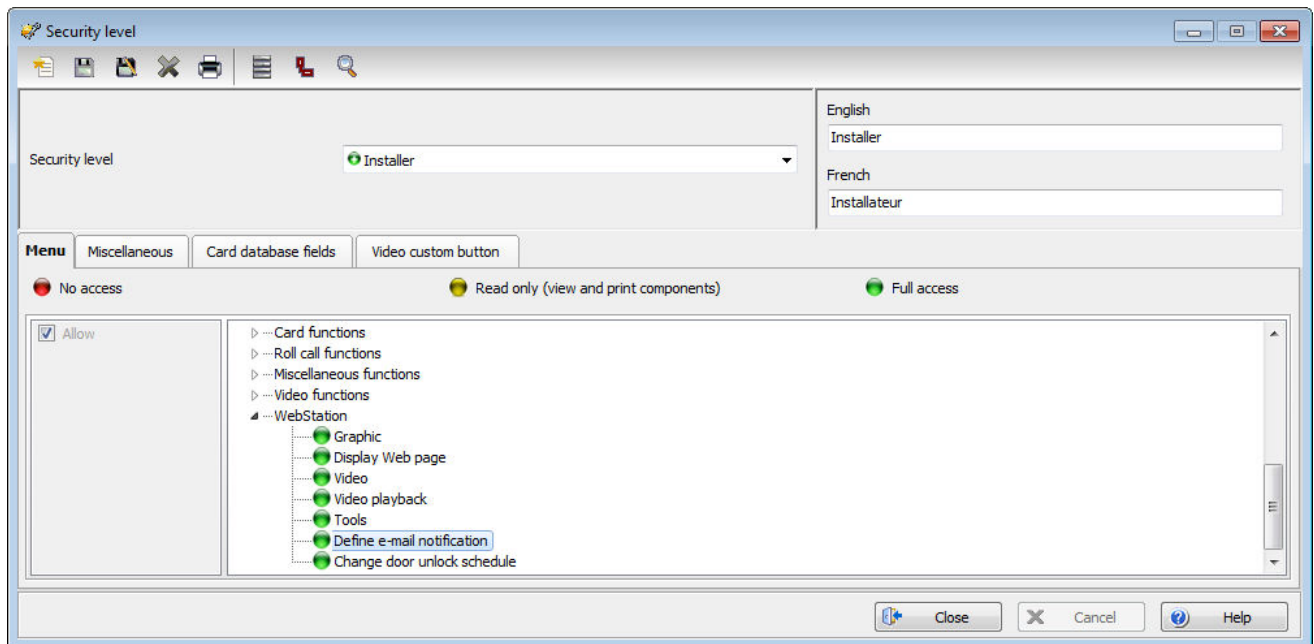 Security level
English
Installer
Security level
Installer
French
Installateur
Menu
Miscellaneous
Card database fields
Video custom button
No access
Read only (view and print components)
Full access
Allow
Card functions
Roll call functions
Miscellaneous functions
Video functions
WebStation
Graphic
Display Web page
Video
Video playback
Tools
Define e-mail notification
Change door unlock schedule
Close
Cancel
Help